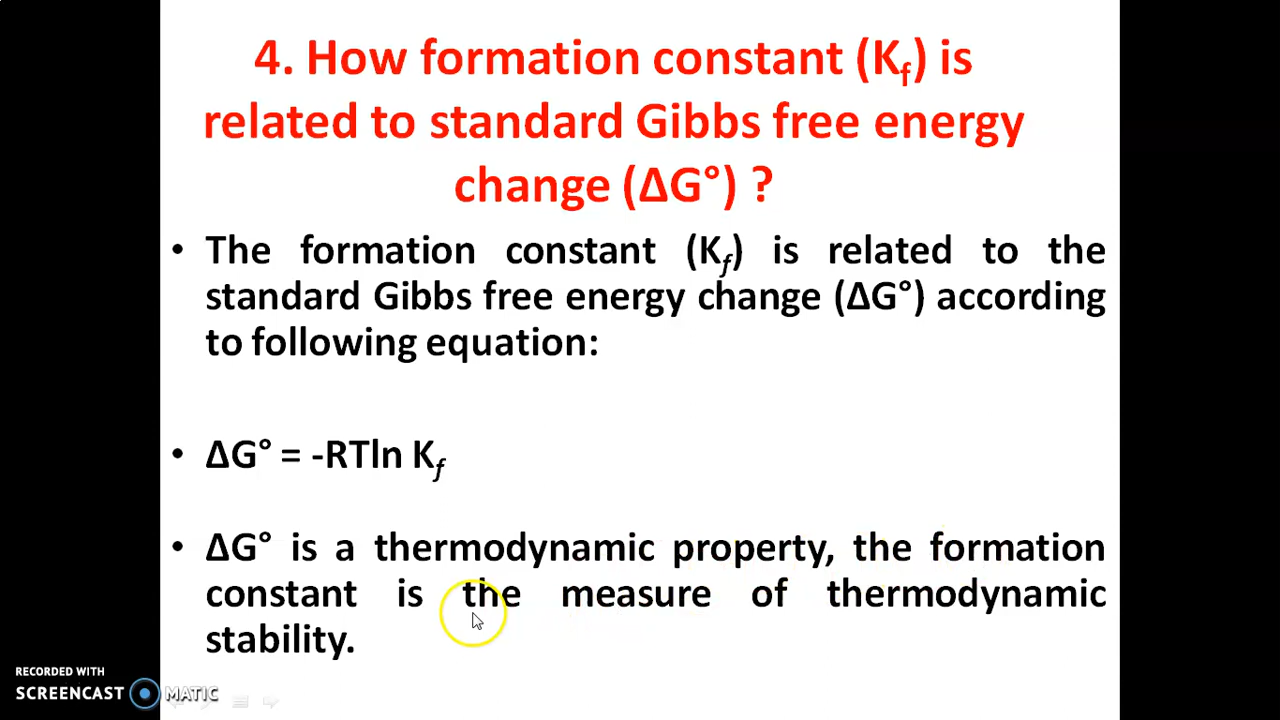 4. How formation constant (Kf) is
related to standard Gibbs free energy
change (ΔG°) ?
• The formation constant (Kf) is related to the
standard Gibbs free energy change (ΔG°) according
to following equation:
• ΔG° = -RTln Kf
• ΔG° is a thermodynamic property, the formation
constant is the measure of thermodynamic
stability.
RECORDED WITH
SCREENCAST MATIC